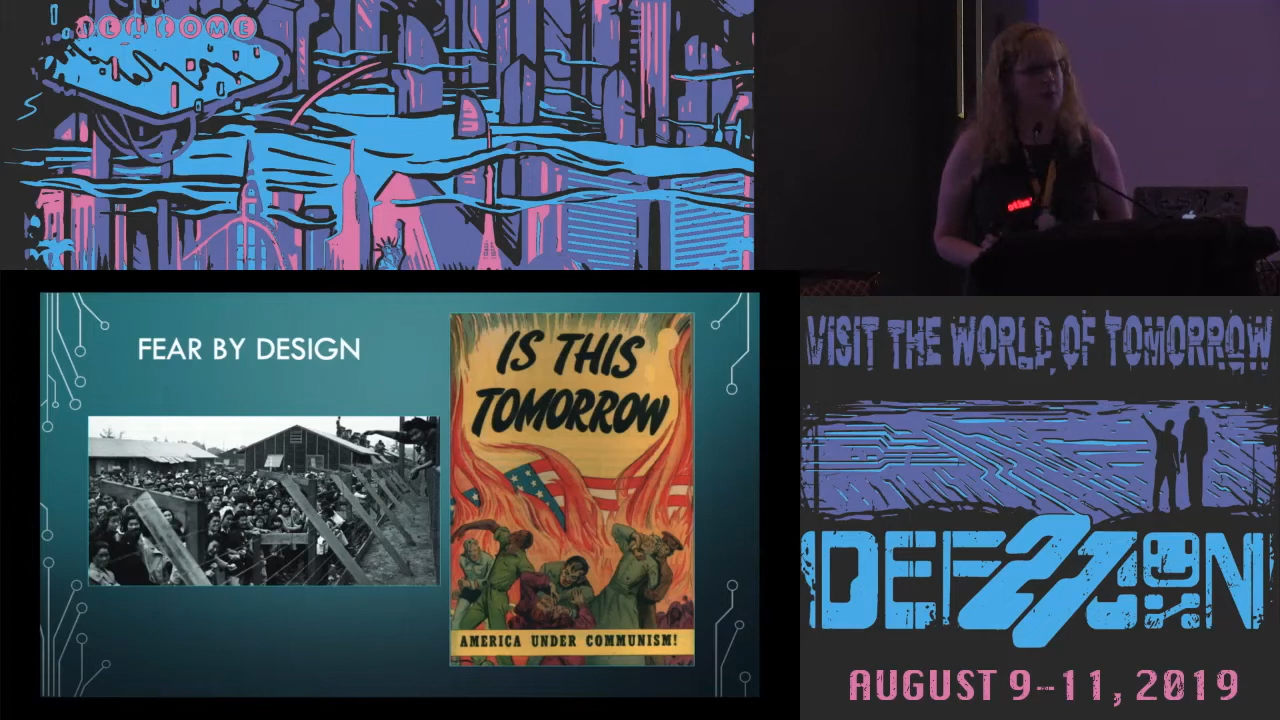 WELCOME
FEAR BY DESIGN
IS THIS
TOMORROW
AMERICA UNDER COMMUNISM!
VISIT THE WORLD OF TOMORROW
DEF CON
27
AUGUST 9-11, 2019